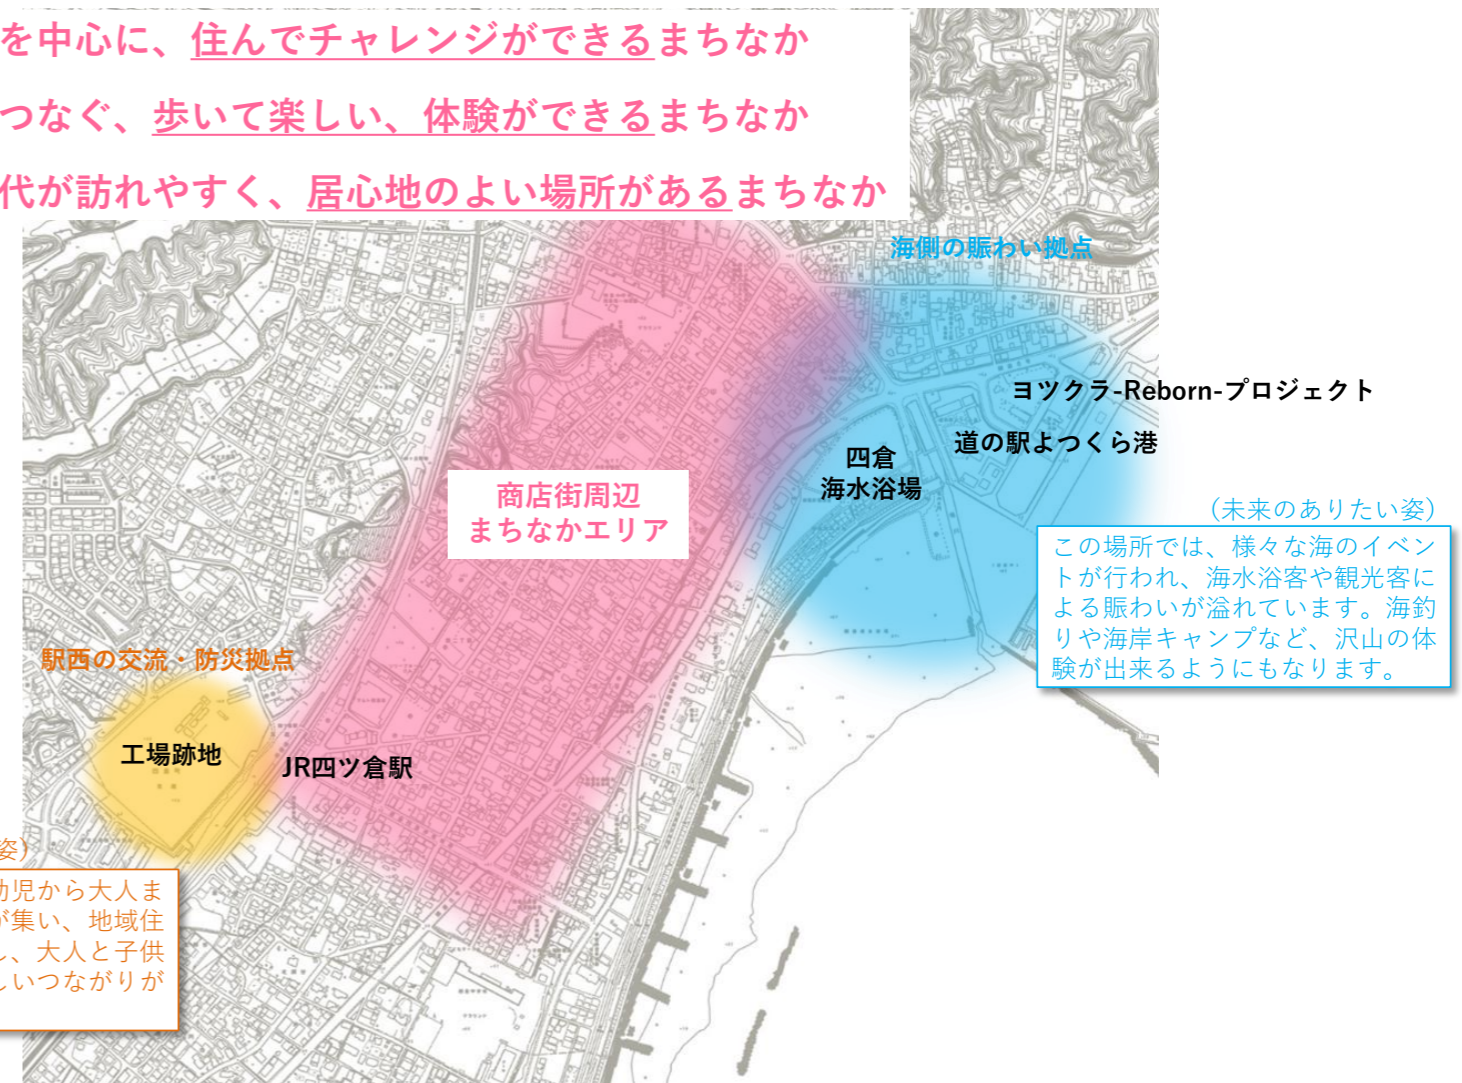 を中心に、住んでチャレンジができるまちなか
つなぐ、歩いて楽しい、体験ができるまちなか
代が訪れやすく、居心地のよい場所があるまちなか
海側の賑わい拠点
ヨツクラ-Reborn-プロジェクト
道の駅よつくら港
四倉
海水浴場
商店街周辺
まちなかエリア
（未来のありたい姿）
この場所では、様々な海のイベン
トが行われ、海水浴客や観光客に
よる賑わいが溢れています。海釣
りや海岸キャンプなど、沢山の体
験が出来るようにもなります。
駅西の交流・防災拠点
工場跡地
JR四ツ倉駅
姿）
幼児から大人ま
が集い、地域住
し、大人と子供
しいつながりが